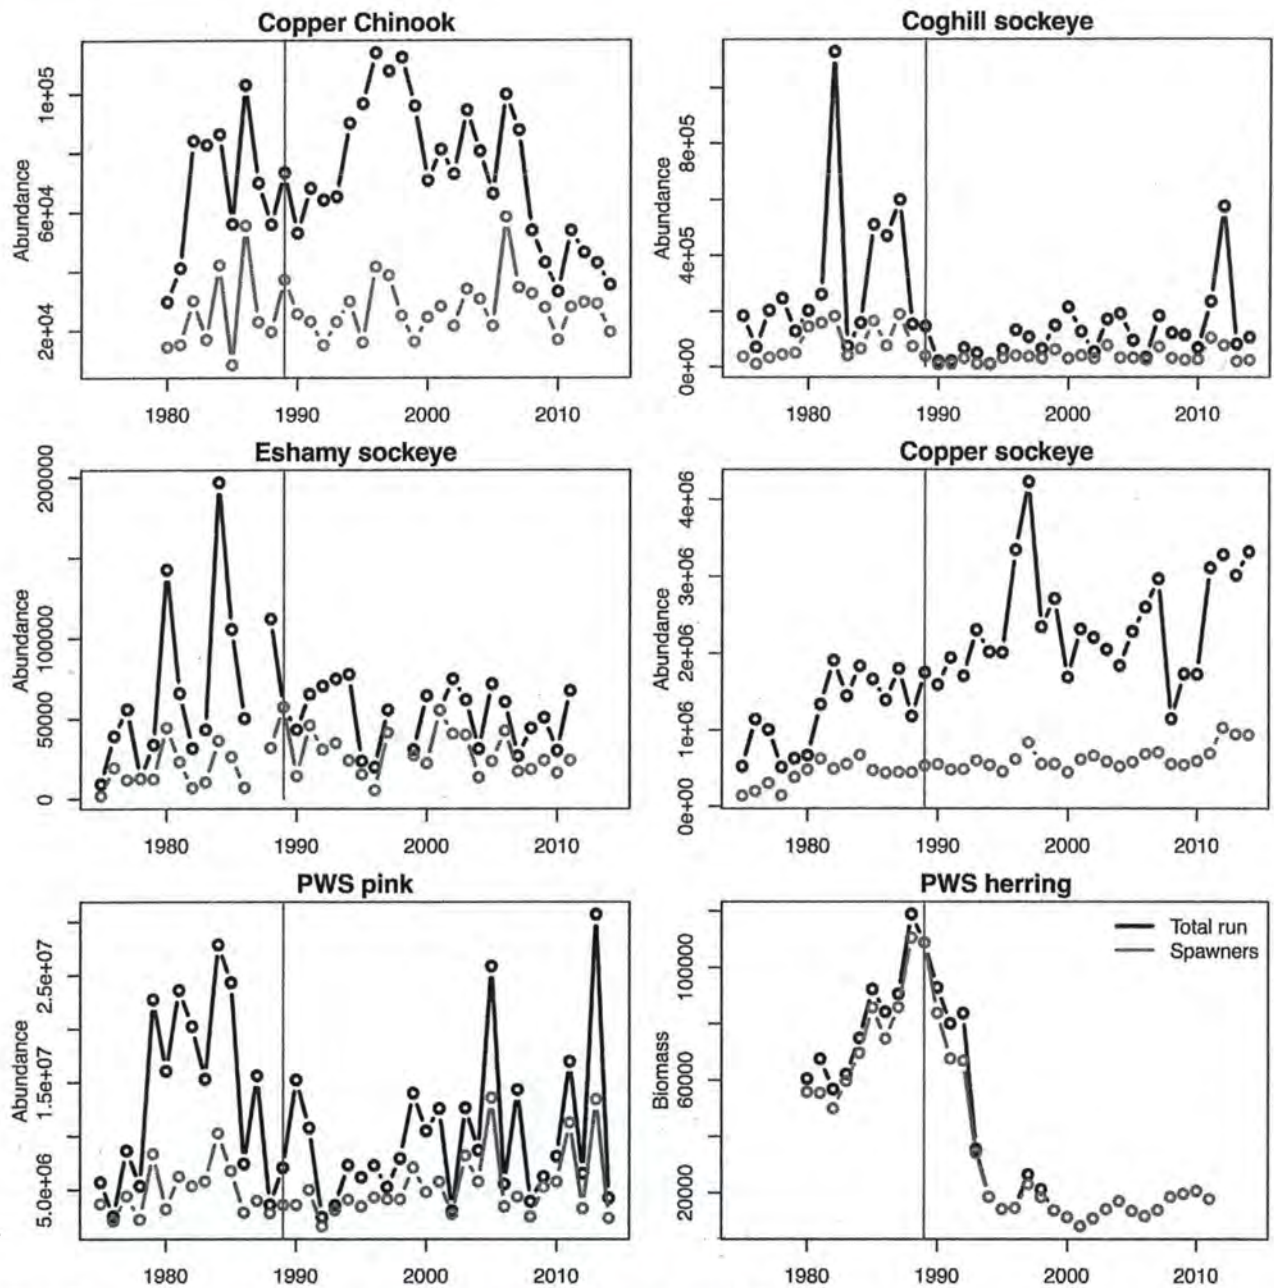 Copper Chinook
Abundance
2e+04 6e+04 1e+05
1980 1990 2000 2010
Coghill sockeye
Abundance
0e+00 4e+05 8e+05
1980 1990 2000 2010
Eshamy sockeye
Abundance
0 50000 100000 200000
1980 1990 2000 2010
Copper sockeye
Abundance
0e+00 1e+06 2e+06 3e+06 4e+06
1980 1990 2000 2010
PWS pink
Abundance
5.0e+06 1.5e+07 2.5e+07
1980 1990 2000 2010
PWS herring
Biomass
20000 60000 100000
Total run
Spawners
1980 1990 2000 2010